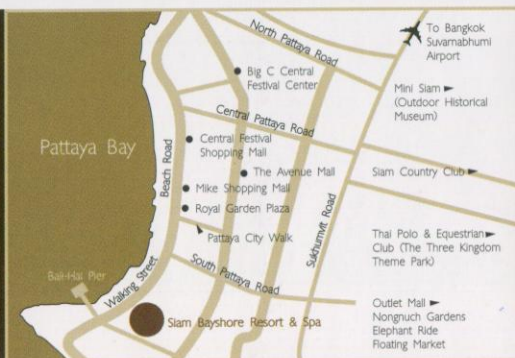 North Pattaya Road
To Bangkok
Suvarnabhumi
Airport
Big C Central
Festival Center
Mini Siam
(Outdoor Historical
Museum)
Central Pattaya Road
Central Festival
Shopping Mall
Pattaya Bay
Beach Road
The Avenue Mall
Siam Country Club
Mike Shopping Mall
Royal Garden Plaza
Sukhumvit Road
Pattaya City Walk
Thai Polo & Equestrian
Club (The Three Kingdom
Theme Park)
South Pattaya Road
Bali-Hai Pier
Walking Street
Siam Bayshore Resort & Spa
Outlet Mall
Nongnuch Gardens
Elephant Ride
Floating Market